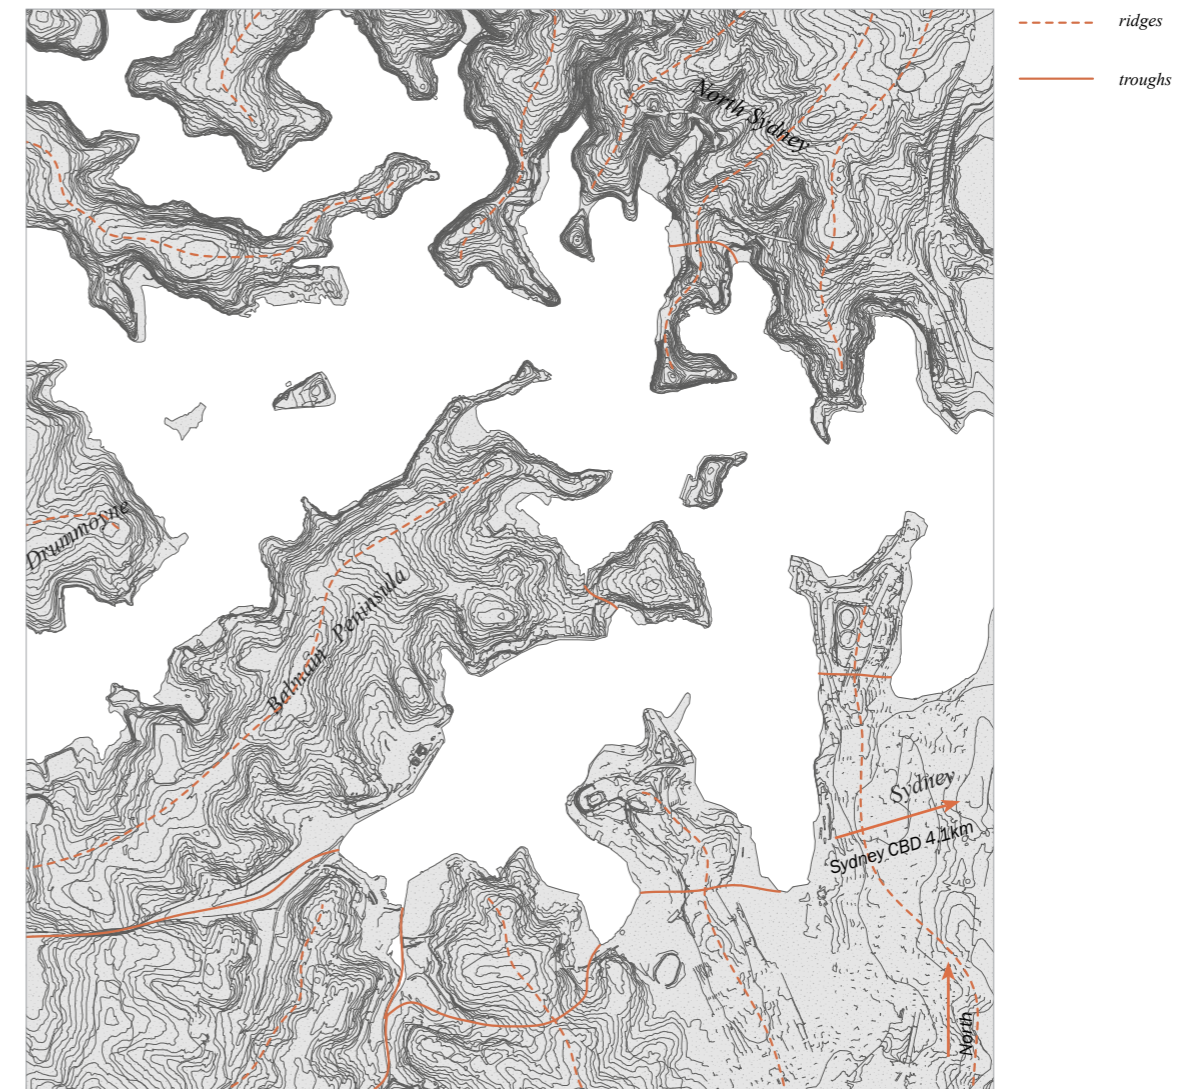 ridges
troughs
North Sydney
Drummoyne
Balmain Peninsula
Sydney
Sydney CBD 4.1km
North